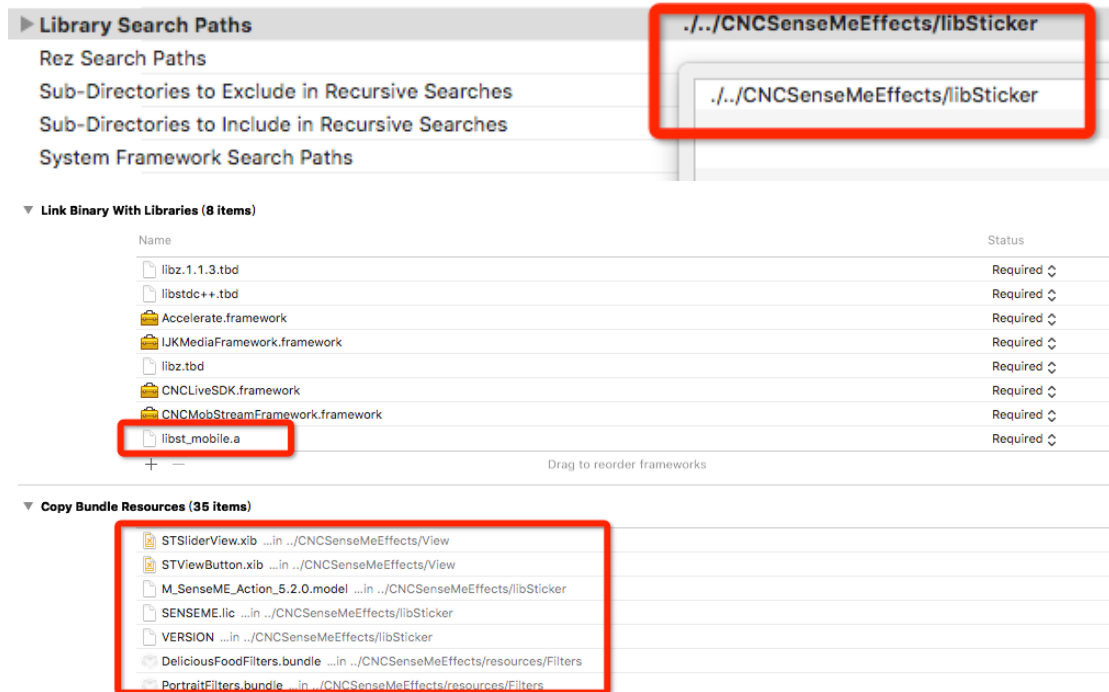 Library Search Paths ./../CNCSenseMeEffects/libSticker
Rez Search Paths
Sub-Directories to Exclude in Recursive Searches ./../CNCSenseMeEffects/libSticker
Sub-Directories to Include in Recursive Searches
System Framework Search Paths
Link Binary With Libraries (8 items)
Name Status
libz.1.1.3.tbd Required
libstdc++.tbd Required
Accelerate.framework Required
IJKMediaFramework.framework Required
libz.tbd Required
CNCLiveSDK.framework Required
CNCMobStreamFramework.framework Required
libst_mobile.a Required
+ − Drag to reorder frameworks
Copy Bundle Resources (35 items)
STSliderView.xib ...in ../CNCSenseMeEffects/View
STViewButton.xib ...in ../CNCSenseMeEffects/View
M_SenseME_Action_5.2.0.model ...in ../CNCSenseMeEffects/libSticker
SENSEME.lic ...in ../CNCSenseMeEffects/libSticker
VERSION ...in ../CNCSenseMeEffects/libSticker
DeliciousFoodFilters.bundle ...in ../CNCSenseMeEffects/resources/Filters
PortraitFilters.bundle ...in ../CNCSenseMeEffects/resources/Filters